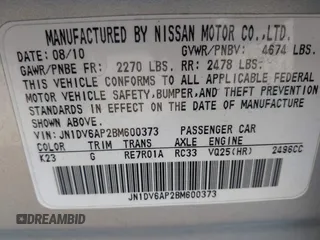 MANUFACTURED BY NISSAN MOTOR CO.,LTD.
DATE: 08/10 GVWR/PNBV: 4674 LBS.
GAWR/PNBE FR: 2270 LBS. RR: 2478 LBS.
THIS VEHICLE CONFORMS TO ALL APPLICABLE FEDERAL
MOTOR VEHICLE SAFETY,BUMPER,AND THEFT PREVENTION
STANDARDS IN EFFECT ON THE DATE OF MANUFACTURE
SHOWN ABOVE.
VIN: JN1DV6AP2BM600373 PASSENGER CAR
COLOR TRIM TRANS AXLE ENGINE
K23 G RE7R01A RC33 VQ25(HR) 2496CC
JN1DV6AP2BM600373
© DREAMBID